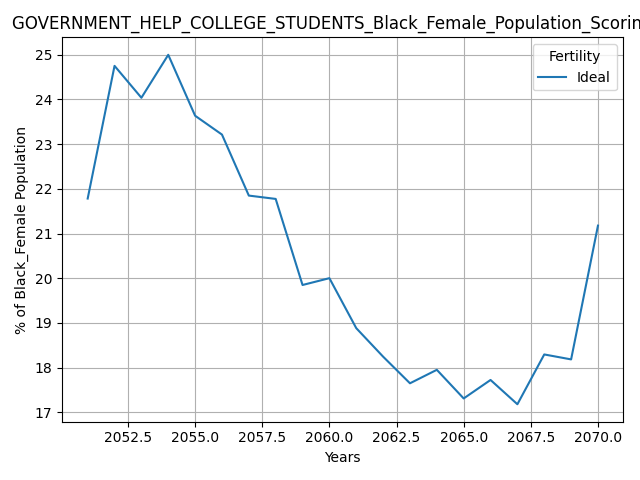 GOVERNMENT_HELP_COLLEGE_STUDENTS_Black_Female_Population_Scorin
Fertility
Ideal
25
24
23
22
21
20
19
18
17
% of Black_Female Population
2052.5 2055.0 2057.5 2060.0 2062.5 2065.0 2067.5 2070.0
Years